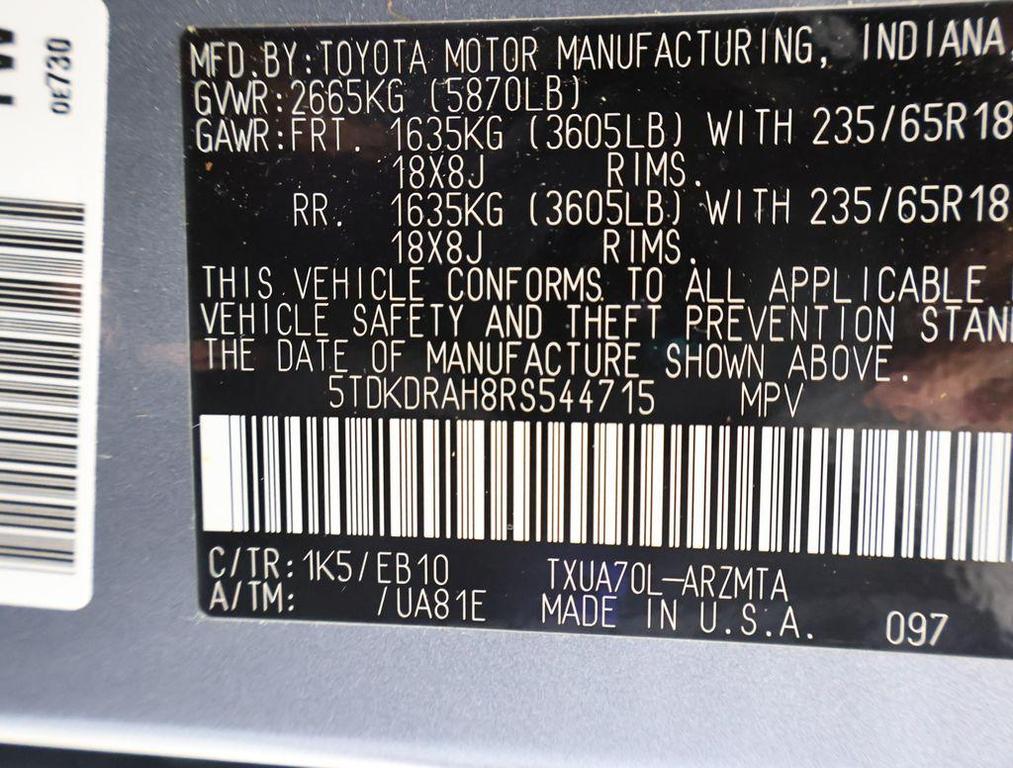 0E730
MFD.BY:TOYOTA MOTOR MANUFACTURING, INDIANA,
GVWR:2665KG (5870LB)
GAWR:FRT. 1635KG (3605LB) WITH 235/65R18
18X8J RIMS.
RR. 1635KG (3605LB) WITH 235/65R18
18X8J RIMS.
THIS VEHICLE CONFORMS TO ALL APPLICABLE
VEHICLE SAFETY AND THEFT PREVENTION STAN
THE DATE OF MANUFACTURE SHOWN ABOVE.
5TDKDRAH8RS544715 MPV
C/TR:1K5/EB10 TXUA70L-ARZMTA
A/TM: /UA81E MADE IN U.S.A. 097